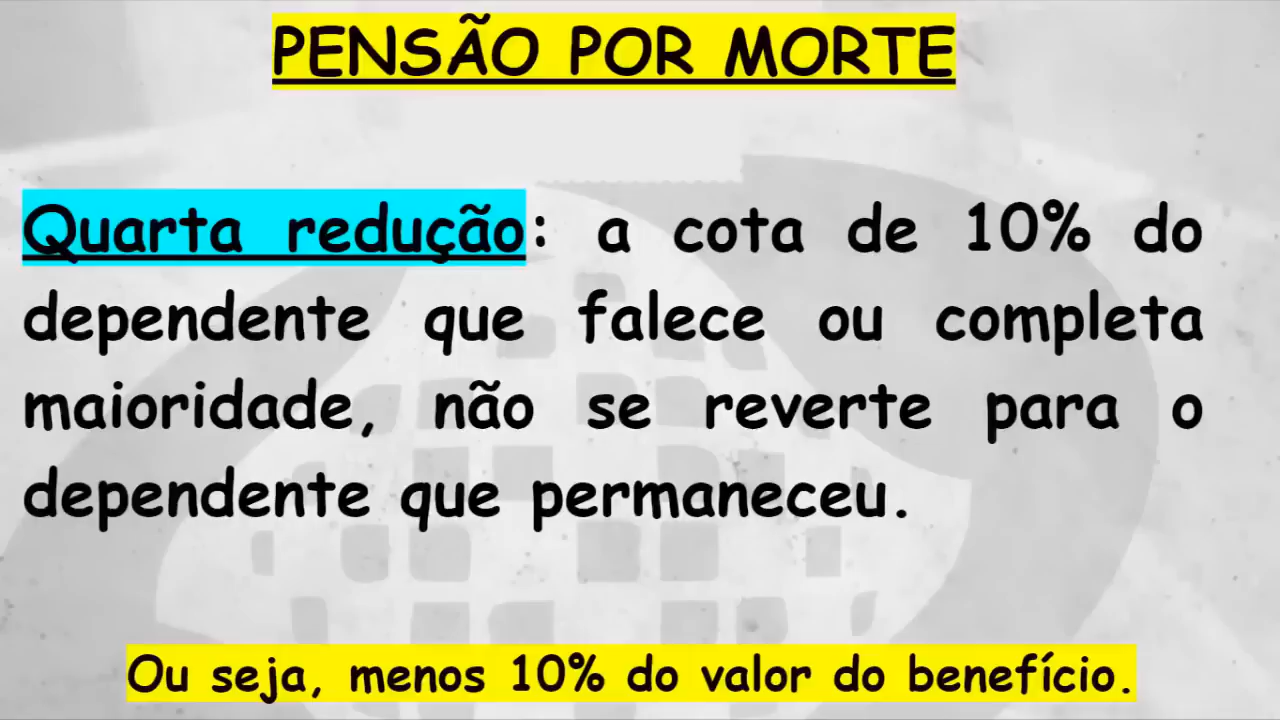 PENSÃO POR MORTE
Quarta redução: a cota de 10% do
dependente que falece ou completa
maioridade, não se reverte para o
dependente que permaneceu.
Ou seja, menos 10% do valor do benefício.